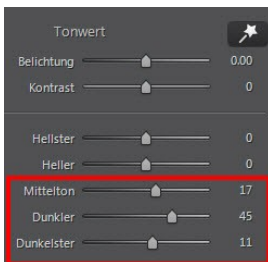 Tonwert
Belichtung 0.00
Kontrast 0
Hellster 0
Heller 0
Mittelton 17
Dunkler 45
Dunkelster 11